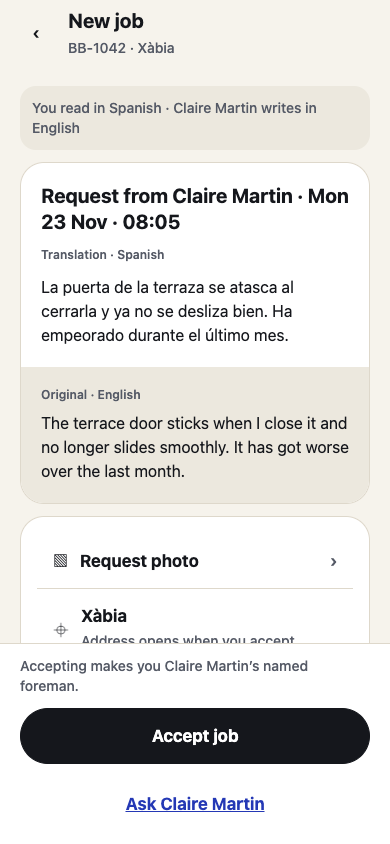 New job
BB-1042 · Xàbia
You read in Spanish · Claire Martin writes in
English
Request from Claire Martin · Mon
23 Nov · 08:05
Translation · Spanish
La puerta de la terraza se atasca al
cerrarla y ya no se desliza bien. Ha
empeorado durante el último mes.
Original · English
The terrace door sticks when I close it and
no longer slides smoothly. It has got worse
over the last month.
Request photo
Xàbia
Address opens when you accept
Accepting makes you Claire Martin’s named
foreman.
Accept job
Ask Claire Martin